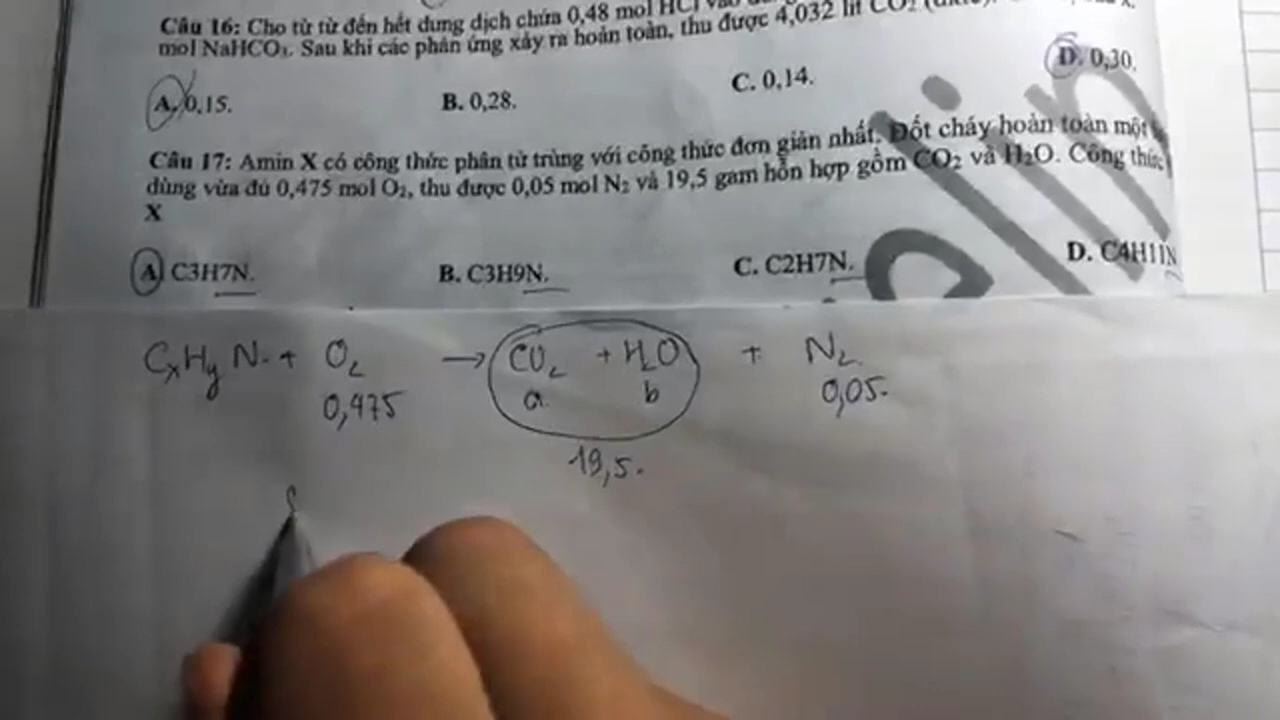 Câu 16: Cho từ từ đến hết dung dịch chứa 0,48 mol HCl vào
mol NaHCO₃. Sau khi các phản ứng xảy ra hoàn toàn, thu được 4,032 lít CO₂
A. 0,15. B. 0,28. C. 0,14. D. 0,30.
Câu 17: Amin X có công thức phân tử trùng với công thức đơn giản nhất. Đốt cháy hoàn toàn một
dùng vừa đủ 0,475 mol O₂, thu được 0,05 mol N₂ và 19,5 gam hỗn hợp gồm CO₂ và H₂O. Công thức
X
A C3H7N. B. C3H9N. C. C2H7N. D. C4H11N
CₓHᵧ N + O₂ → CO₂ + H₂O + N₂
0,475 a b 0,05.
19,5.